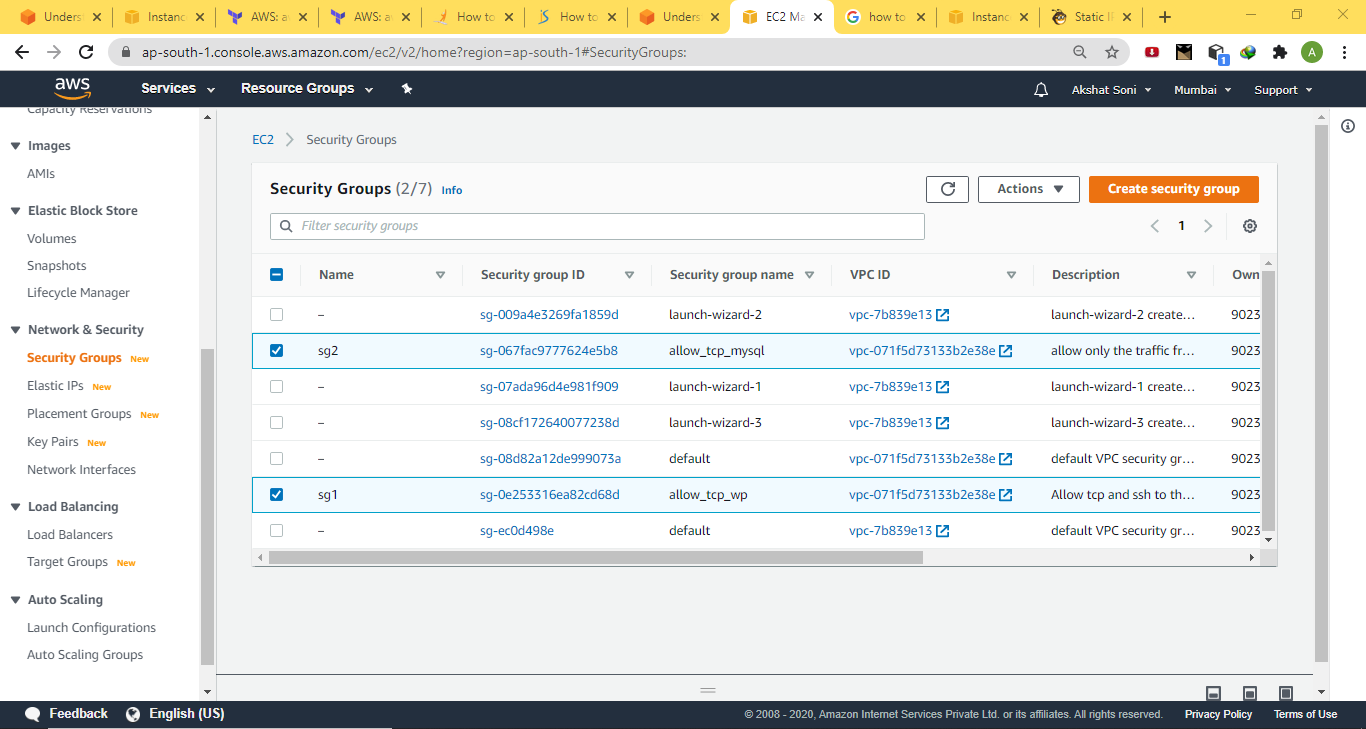 Underst
Instanc
AWS: a
AWS: a
How to
How to
Underst
EC2 Ma
how to
Instanc
Static I
ap-south-1.console.aws.amazon.com/ec2/v2/home?region=ap-south-1#SecurityGroups:
1
A
aws
Services
Resource Groups
Akshat Soni
Mumbai
Support
Capacity Reservations
Images
AMIs
Elastic Block Store
Volumes
Snapshots
Lifecycle Manager
Network & Security
Security Groups New
Elastic IPs New
Placement Groups New
Key Pairs New
Network Interfaces
Load Balancing
Load Balancers
Target Groups New
Auto Scaling
Launch Configurations
Auto Scaling Groups
EC2 Security Groups
Security Groups (2/7) Info
Actions
Create security group
Filter security groups
1
Name Security group ID Security group name VPC ID Description Own
– sg-009a4e3269fa1859d launch-wizard-2 vpc-7b839e13 launch-wizard-2 create... 9023
sg2 sg-067fac9777624e5b8 allow_tcp_mysql vpc-071f5d73133b2e38e allow only the traffic fr... 9023
– sg-07ada96d4e981f909 launch-wizard-1 vpc-7b839e13 launch-wizard-1 create... 9023
– sg-08cf172640077238d launch-wizard-3 vpc-7b839e13 launch-wizard-3 create... 9023
– sg-08d82a12de999073a default vpc-071f5d73133b2e38e default VPC security gr... 9023
sg1 sg-0e253316ea82cd68d allow_tcp_wp vpc-071f5d73133b2e38e Allow tcp and ssh to th... 9023
– sg-ec0d498e default vpc-7b839e13 default VPC security gr... 9023
Feedback
English (US)
© 2008 - 2020, Amazon Internet Services Private Ltd. or its affiliates. All rights reserved.
Privacy Policy
Terms of Use